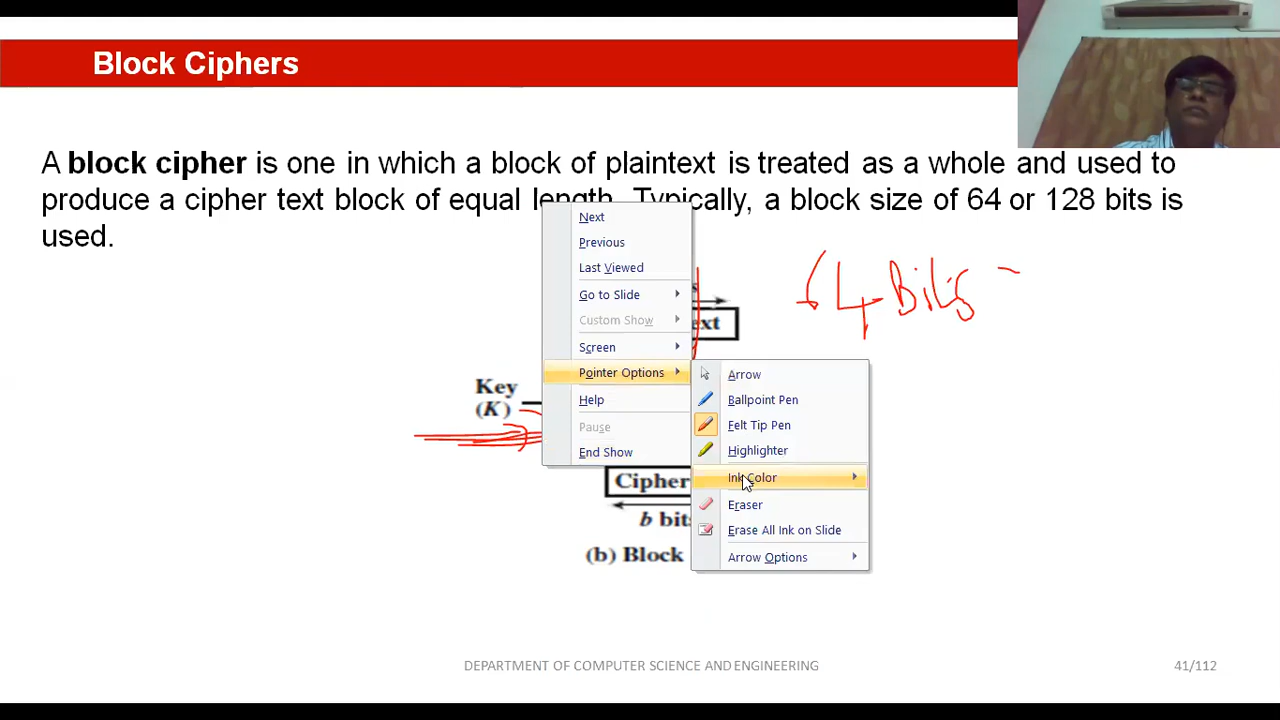 Block Ciphers
A block cipher is one in which a block of plaintext is treated as a whole and used to
produce a cipher text block of equal length. Typically, a block size of 64 or 128 bits is
used.
64 Bits
Next
Previous
Last Viewed
Go to Slide
Custom Show
Screen
Pointer Options
Help
Pause
End Show
Arrow
Ballpoint Pen
Felt Tip Pen
Highlighter
Ink Color
Eraser
Erase All Ink on Slide
Arrow Options
Key
(K)
Cipher
b bits
(b) Block
DEPARTMENT OF COMPUTER SCIENCE AND ENGINEERING
41/112